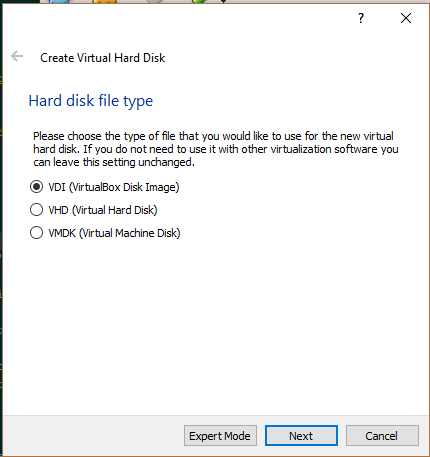 ?
Create Virtual Hard Disk
Hard disk file type
Please choose the type of file that you would like to use for the new virtual
hard disk. If you do not need to use it with other virtualization software you
can leave this setting unchanged.
VDI (VirtualBox Disk Image)
VHD (Virtual Hard Disk)
VMDK (Virtual Machine Disk)
Expert Mode Next Cancel